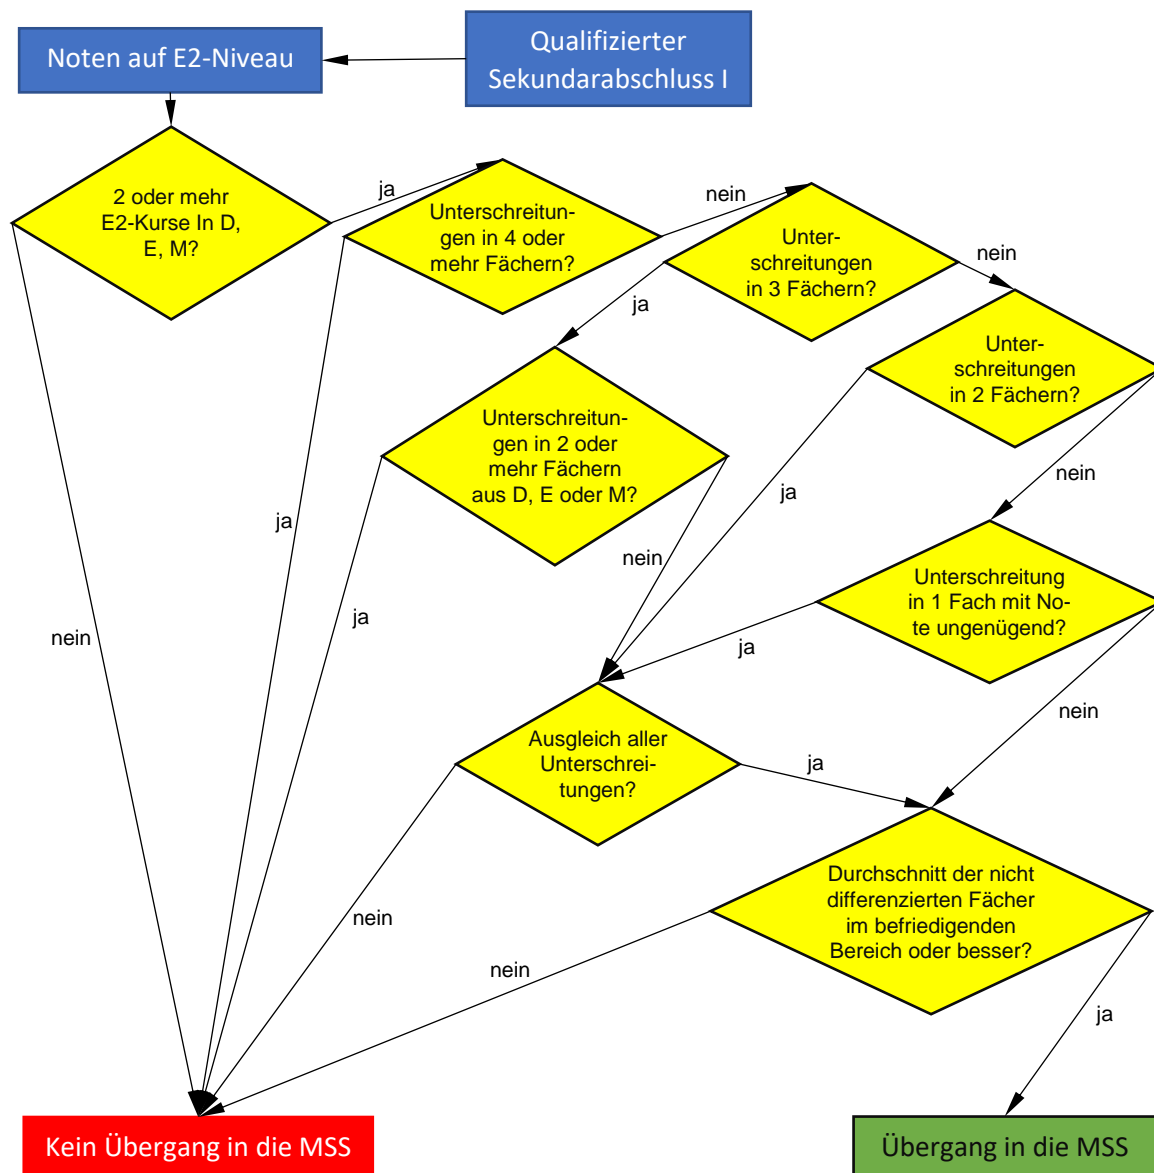 Noten auf E2-Niveau
Qualifizierter
Sekundarabschluss I
2 oder mehr
E2-Kurse In D,
E, M?
ja
Unterschreitun-
gen in 4 oder
mehr Fächern?
nein
Unter-
schreitungen
in 3 Fächern?
nein
ja
Unter-
schreitungen
in 2 Fächern?
Unterschreitun-
gen in 2 oder
mehr Fächern
aus D, E oder M?
ja
nein
ja
nein
Unterschreitung
in 1 Fach mit No-
te ungenügend?
nein
ja
ja
nein
Ausgleich aller
Unterschrei-
tungen?
ja
Durchschnitt der nicht
differenzierten Fächer
im befriedigenden
Bereich oder besser?
nein
nein
ja
Kein Übergang in die MSS
Übergang in die MSS